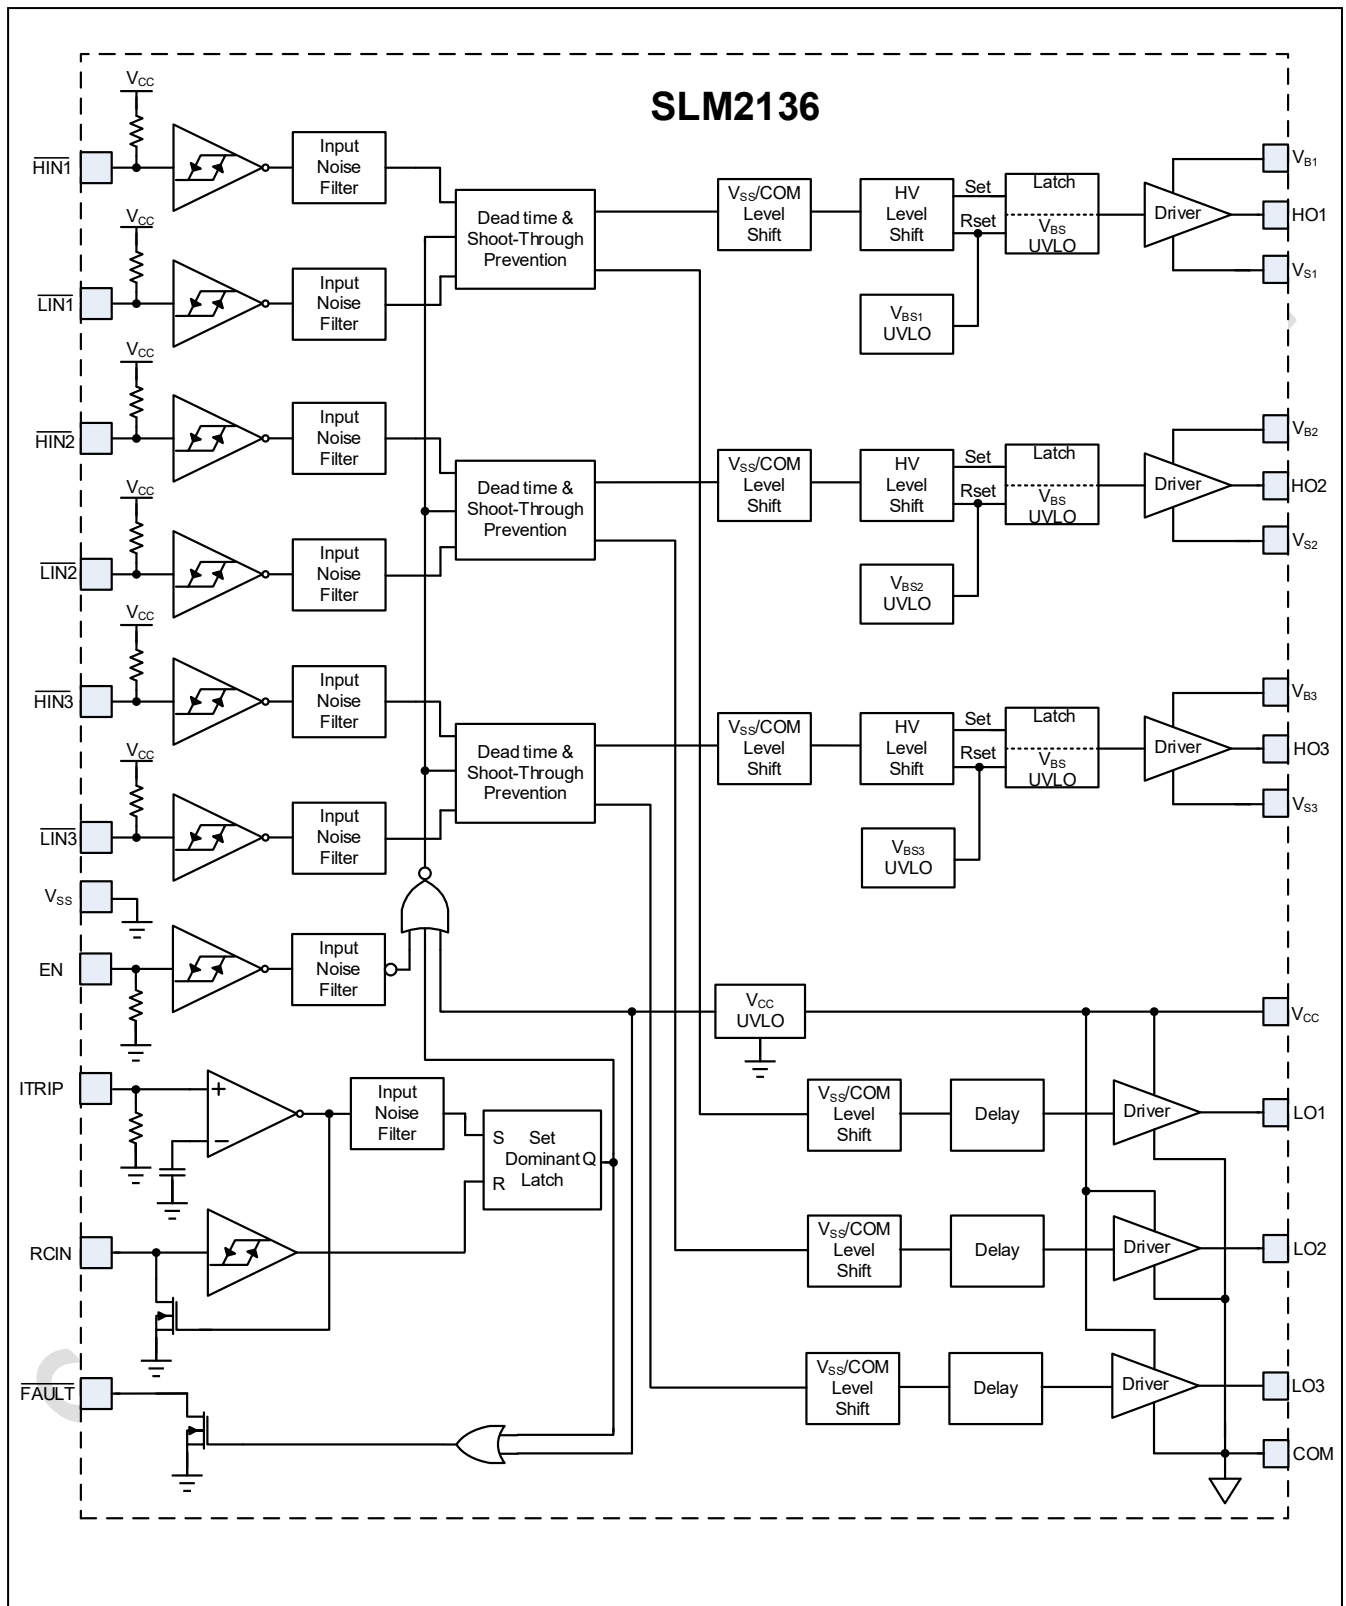 SLM2136
VCC
HIN1
Input
Noise
Filter
VCC
LIN1
Input
Noise
Filter
Dead time &
Shoot-Through
Prevention
VSS/COM
Level
Shift
HV
Level
Shift
Set
Rset
Latch
VBS
UVLO
Driver
VB1
HO1
VS1
VBS1
UVLO
VCC
HIN2
Input
Noise
Filter
VCC
LIN2
Input
Noise
Filter
Dead time &
Shoot-Through
Prevention
VSS/COM
Level
Shift
HV
Level
Shift
Set
Rset
Latch
VBS
UVLO
Driver
VB2
HO2
VS2
VBS2
UVLO
VCC
HIN3
Input
Noise
Filter
VCC
LIN3
Input
Noise
Filter
Dead time &
Shoot-Through
Prevention
VSS/COM
Level
Shift
HV
Level
Shift
Set
Rset
Latch
VBS
UVLO
Driver
VB3
HO3
VS3
VBS3
UVLO
VSS
EN
Input
Noise
Filter
VCC
UVLO
VCC
ITRIP
+
−
Input
Noise
Filter
S
R
Set
Dominant
Latch
Q
VSS/COM
Level
Shift
Delay
Driver
LO1
RCIN
VSS/COM
Level
Shift
Delay
Driver
LO2
FAULT
VSS/COM
Level
Shift
Delay
Driver
LO3
COM